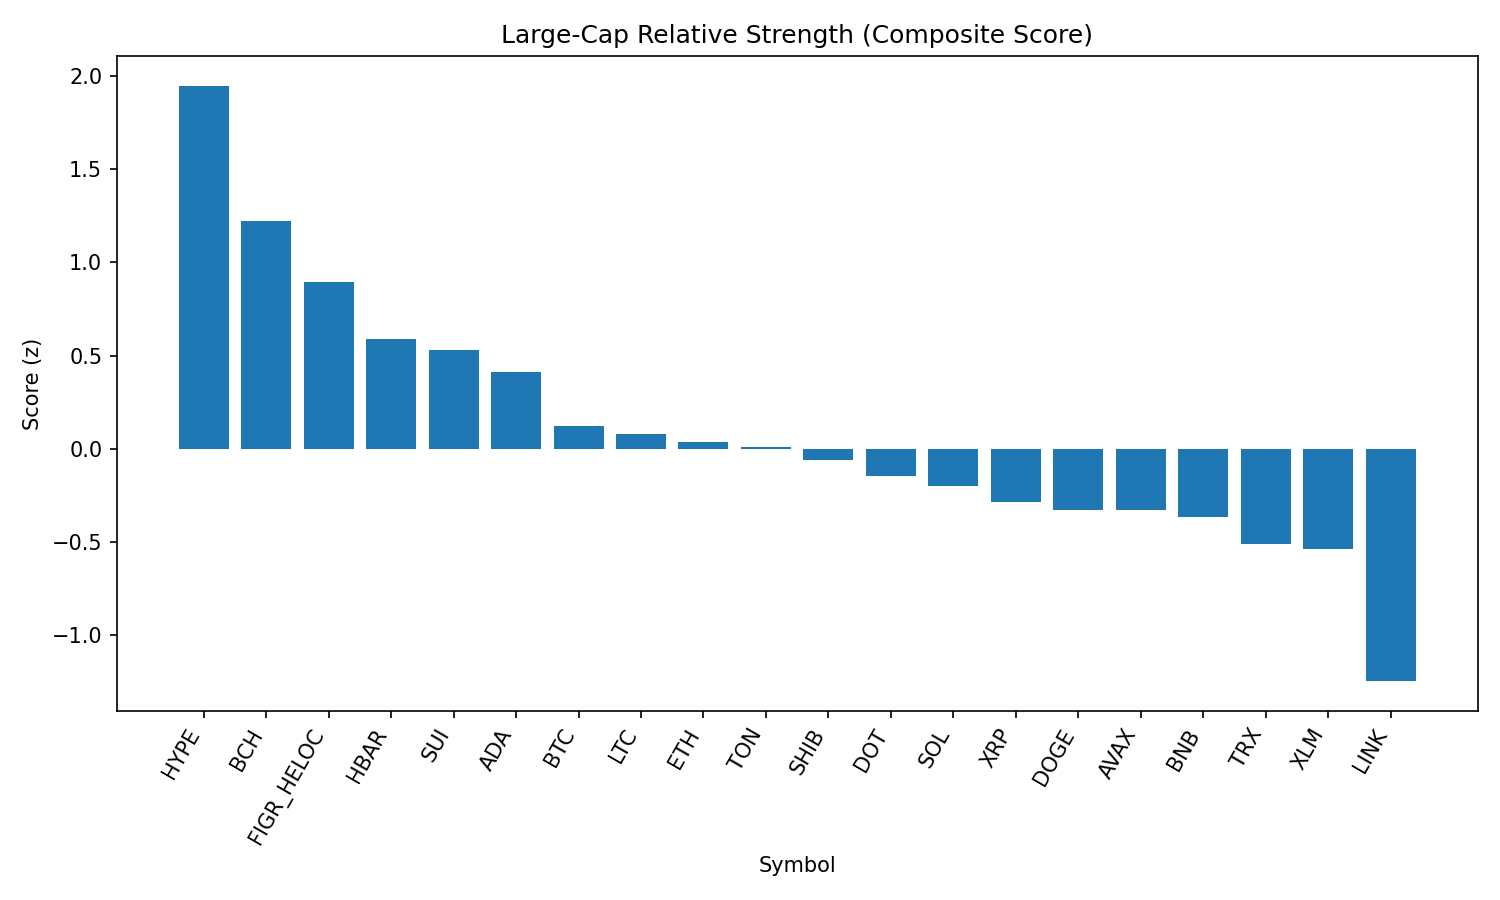 Large-Cap Relative Strength (Composite Score)
2.0
1.5
1.0
0.5
0.0
−0.5
−1.0
Score (z)
HYPE
BCH
FIGR_HELOC
HBAR
SUI
ADA
BTC
LTC
ETH
TON
SHIB
DOT
SOL
XRP
DOGE
AVAX
BNB
TRX
XLM
LINK
Symbol